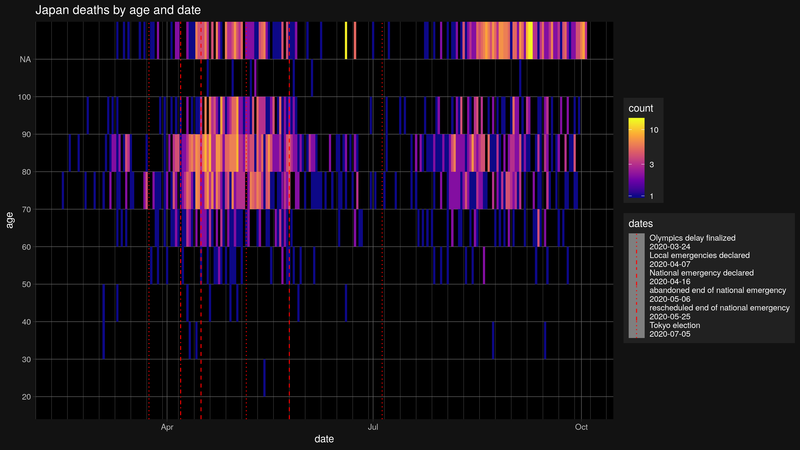 Japan deaths by age and date
NA
100
90
80
70
60
50
40
30
20
age
Apr
Jul
Oct
date
count
10
3
1
dates
Olympics delay finalized
2020-03-24
Local emergencies declared
2020-04-07
National emergency declared
2020-04-16
abandoned end of national emergency
2020-05-06
rescheduled end of national emergency
2020-05-25
Tokyo election
2020-07-05